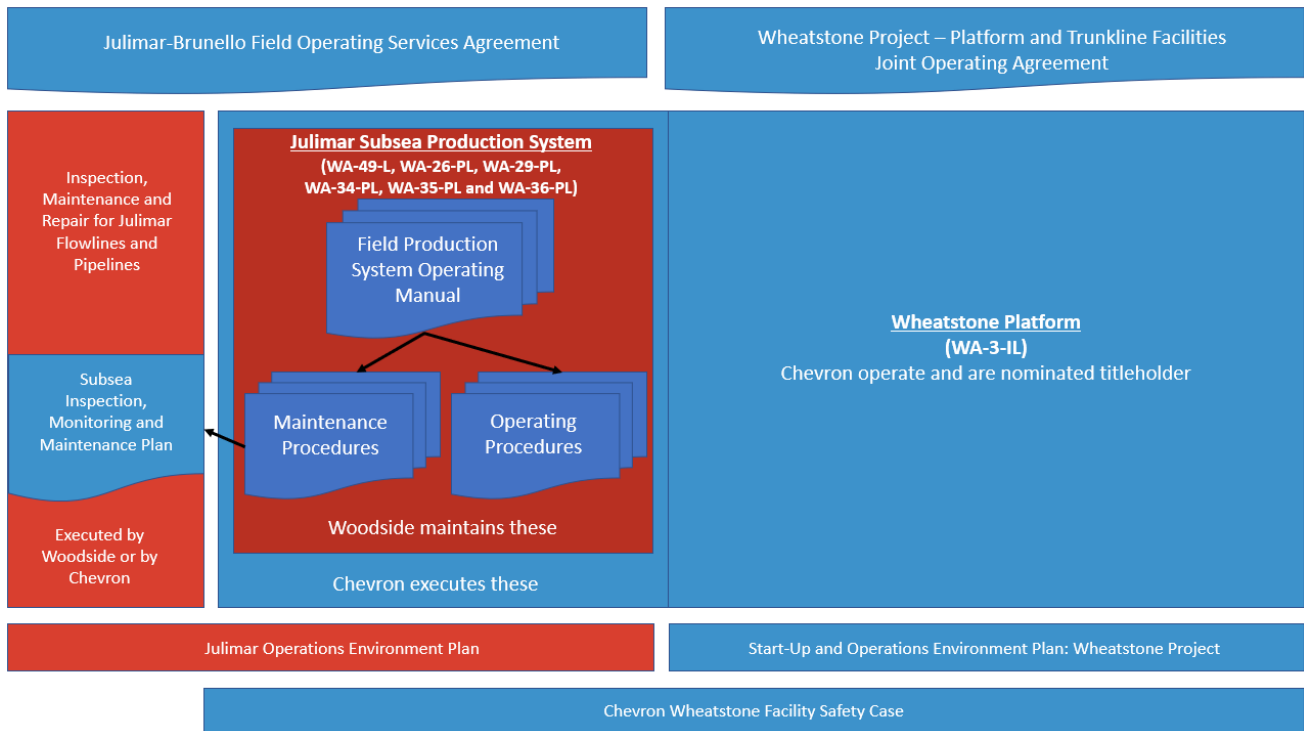 Julimar-Brunello Field Operating Services Agreement
Wheatstone Project – Platform and Trunkline Facilities
Joint Operating Agreement
Inspection,
Maintenance and
Repair for Julimar
Flowlines and
Pipelines
Subsea
Inspection,
Monitoring and
Maintenance Plan
Executed by
Woodside or by
Chevron
Julimar Subsea Production System
(WA-49-L, WA-26-PL, WA-29-PL,
WA-34-PL, WA-35-PL and WA-36-PL)
Field Production
System Operating
Manual
Maintenance
Procedures
Operating
Procedures
Woodside maintains these
Chevron executes these
Wheatstone Platform
(WA-3-IL)
Chevron operate and are nominated titleholder
Julimar Operations Environment Plan
Start-Up and Operations Environment Plan: Wheatstone Project
Chevron Wheatstone Facility Safety Case